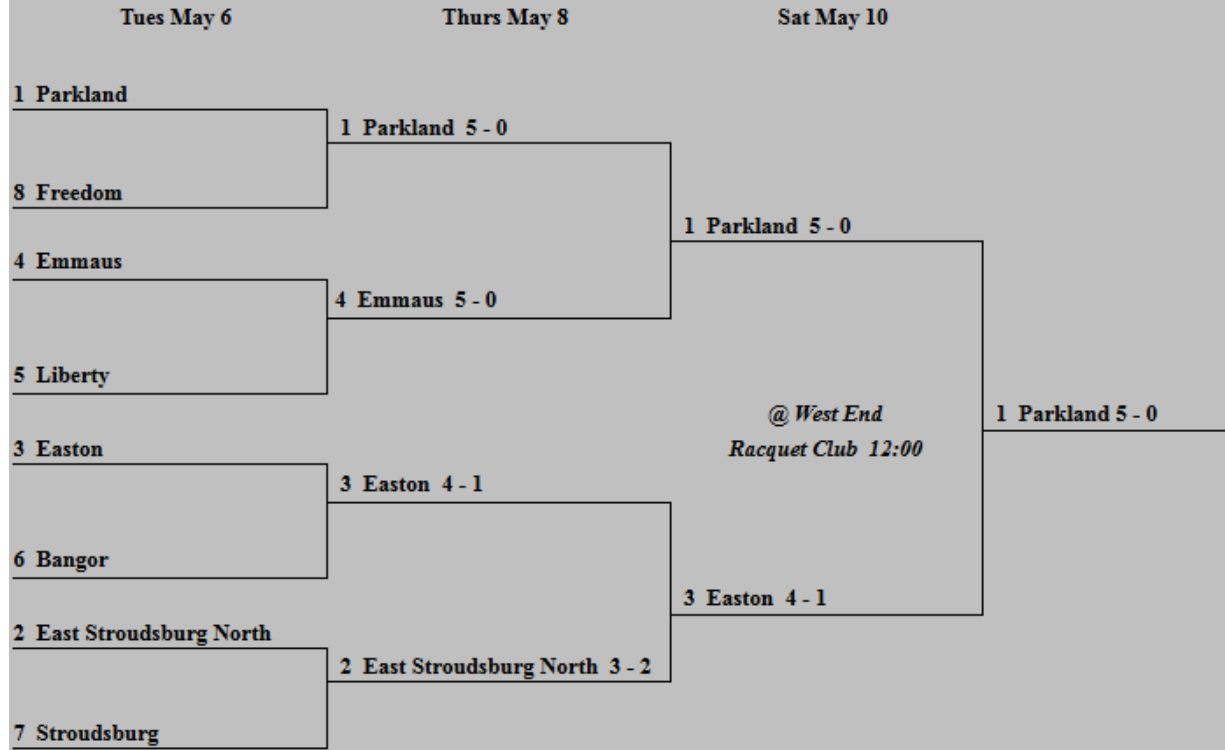 Tues May 6
Thurs May 8
Sat May 10
1 Parkland
1 Parkland 5 - 0
8 Freedom
1 Parkland 5 - 0
4 Emmaus
4 Emmaus 5 - 0
5 Liberty
@ West End
1 Parkland 5 - 0
Racquet Club 12:00
3 Easton
3 Easton 4 - 1
6 Bangor
3 Easton 4 - 1
2 East Stroudsburg North
2 East Stroudsburg North 3 - 2
7 Stroudsburg